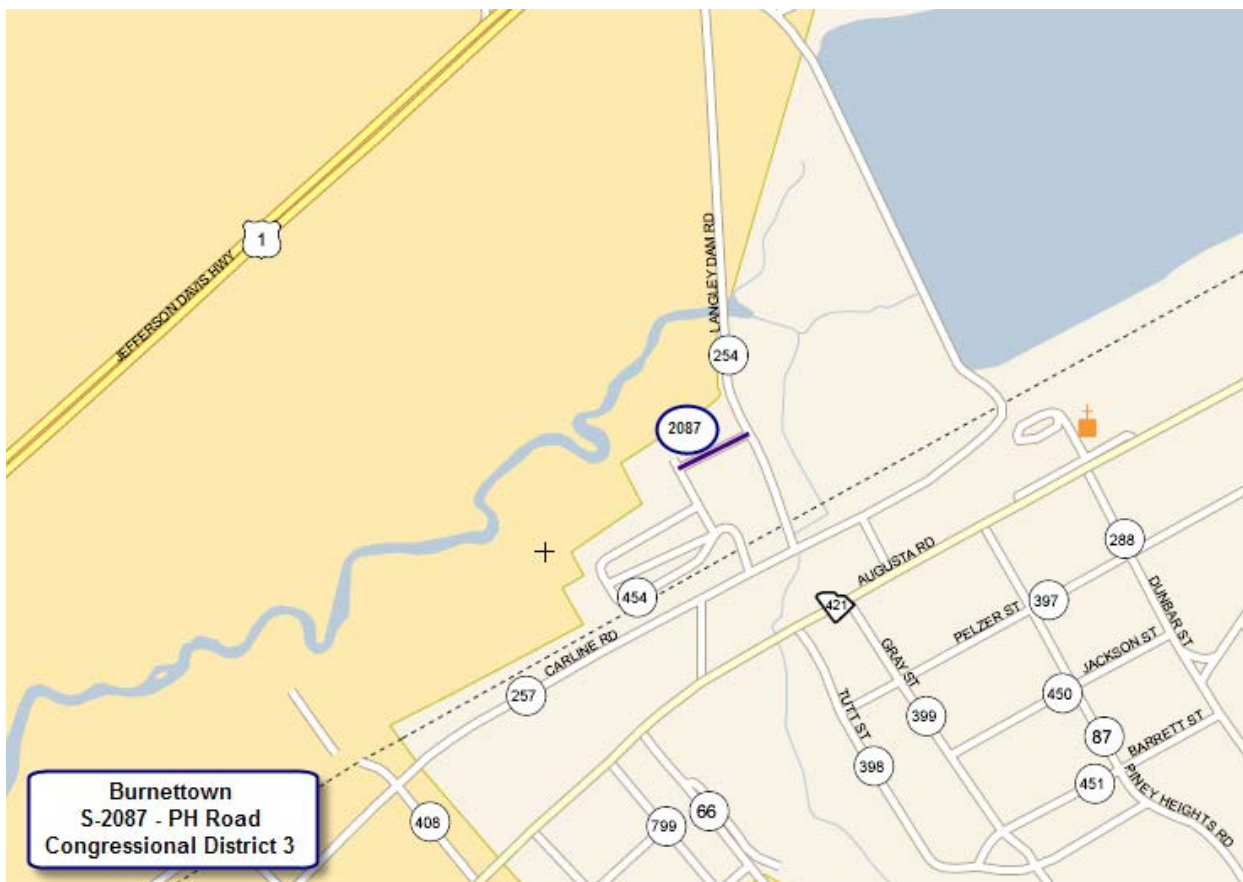 1
JEFFERSON DAVIS HWY
LANGLEY DAM RD
254
2087
454
CARLINE RD
257
AUGUSTA RD
421
288
397
PELZER ST
DUNBAR ST
JACKSON ST
GRAY ST
450
TUTT ST
399
87
BARRETT ST
398
451
PINEY HEIGHTS RD
408
799
66
Burnettown
S-2087 - PH Road
Congressional District 3